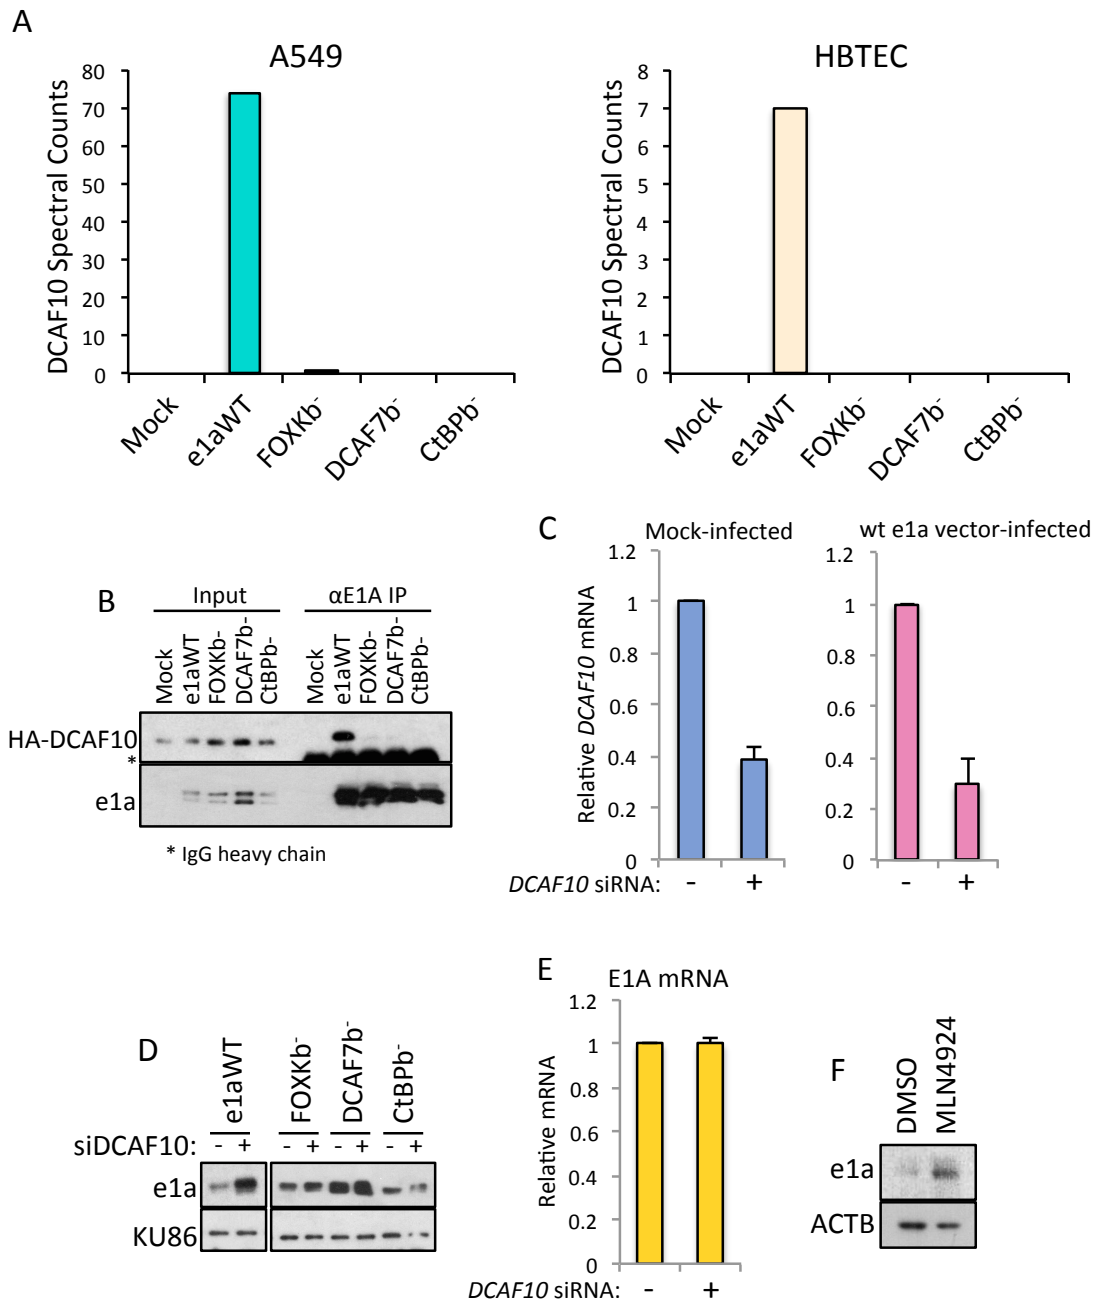 A
A549
DCAF10 Spectral Counts
80
70
60
50
40
30
20
10
0
Mock
e1aWT
FOXKb-
DCAF7b-
CtBPb-
HBTEC
DCAF10 Spectral Counts
8
7
6
5
4
3
2
1
0
Mock
e1aWT
FOXKb-
DCAF7b-
CtBPb-
B
Input
αE1A IP
Mock
e1aWT
FOXKb-
DCAF7b-
CtBPb-
Mock
e1aWT
FOXKb-
DCAF7b-
CtBPb-
HA-DCAF10
*
e1a
* IgG heavy chain
C
Mock-infected
Relative DCAF10 mRNA
1.2
1
0.8
0.6
0.4
0.2
0
wt e1a vector-infected
1.2
1
0.8
0.6
0.4
0.2
0
DCAF10 siRNA: - + - +
D
e1aWT
FOXKb-
DCAF7b-
CtBPb-
siDCAF10: - + - + - + - +
e1a
KU86
E
E1A mRNA
Relative mRNA
1.2
1
0.8
0.6
0.4
0.2
0
DCAF10 siRNA: - +
F
DMSO
MLN4924
e1a
ACTB